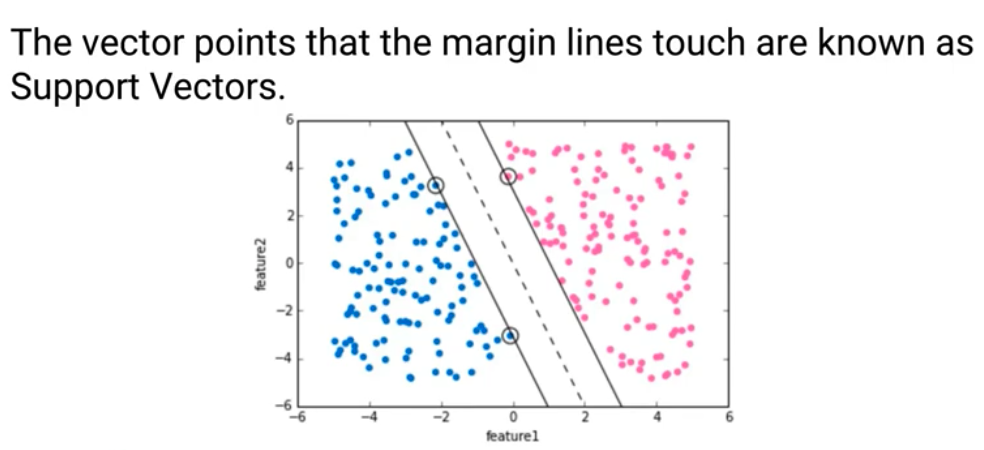 The vector points that the margin lines touch are known as
Support Vectors.
6
4
2
0
−2
−4
−6
feature2
−6 −4 −2 0 2 4 6
feature1